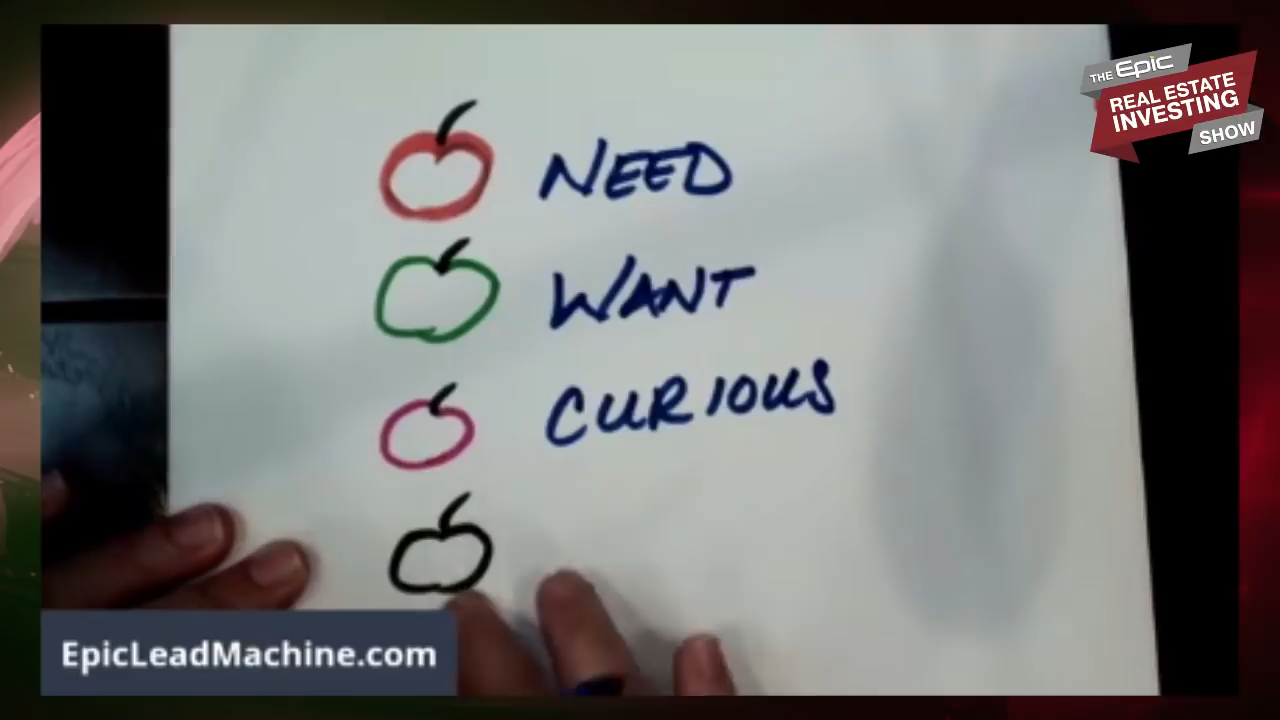 THE Epic
REAL ESTATE
INVESTING
SHOW
NEED
WANT
CURIOUS
EpicLeadMachine.com